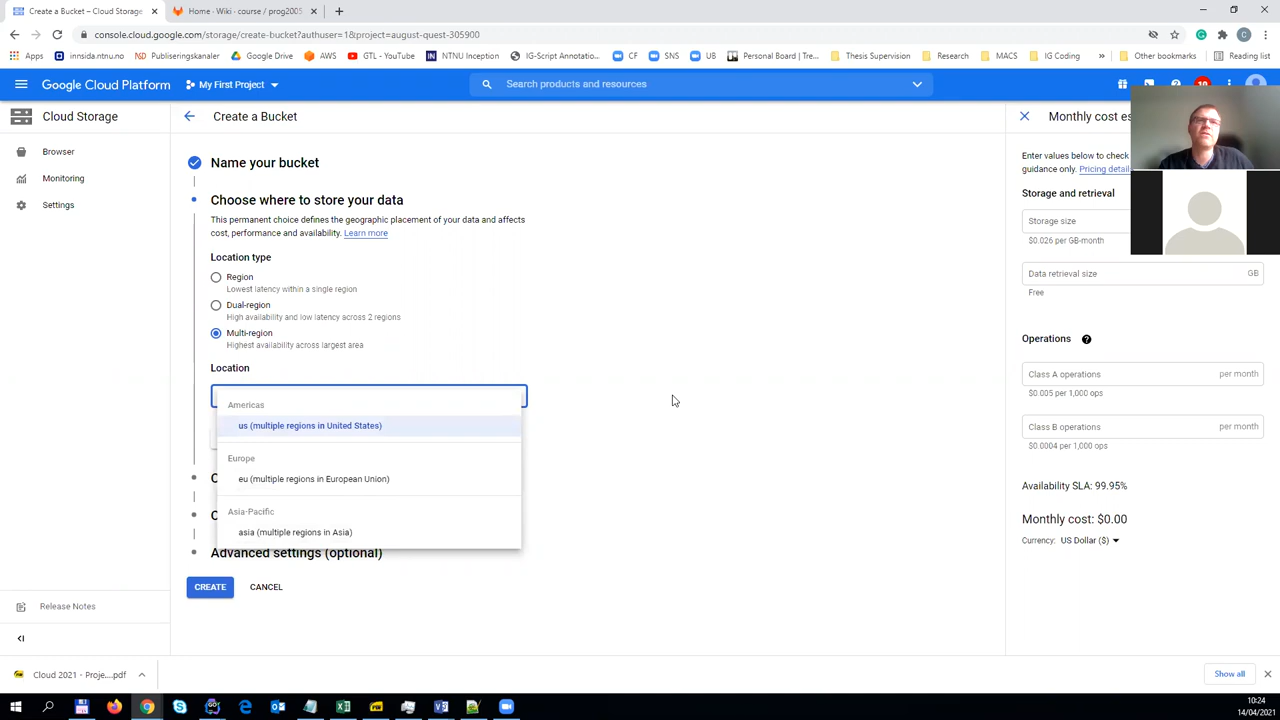 Create a Bucket – Cloud Storage
Home · Wiki · course / prog2005
console.cloud.google.com/storage/create-bucket?authuser=1&project=august-quest-305900
Apps
innsida.ntnu.no
Publiseringskanaler
Google Drive
AWS
GTL - YouTube
NTNU Inception
IG-Script Annotatio...
CF
SNS
UB
Personal Board | Tre...
Thesis Supervision
Research
MACS
IG Coding
»
Other bookmarks
Reading list
Google Cloud Platform
My First Project
Search products and resources
Cloud Storage
Create a Bucket
Monthly cost es
Browser
Monitoring
Settings
Name your bucket
Choose where to store your data
This permanent choice defines the geographic placement of your data and affects
cost, performance and availability. Learn more
Location type
Region
Lowest latency within a single region
Dual-region
High availability and low latency across 2 regions
Multi-region
Highest availability across largest area
Location
Americas
us (multiple regions in United States)
Europe
eu (multiple regions in European Union)
Asia-Pacific
asia (multiple regions in Asia)
Advanced settings (optional)
CREATE
CANCEL
Enter values below to check
guidance only. Pricing details
Storage and retrieval
Storage size
$0.026 per GB-month
Data retrieval size
GB
Free
Operations
Class A operations
per month
$0.005 per 1,000 ops
Class B operations
per month
$0.0004 per 1,000 ops
Availability SLA: 99.95%
Monthly cost: $0.00
Currency: US Dollar ($)
Release Notes
Cloud 2021 - Proje....pdf
Show all
10:24
14/04/2021